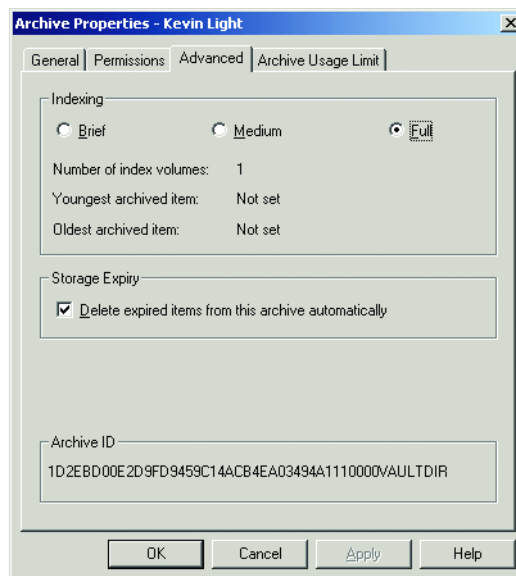 Archive Properties - Kevin Light
General Permissions Advanced Archive Usage Limit
Indexing
Brief Medium Full
Number of index volumes: 1
Youngest archived item: Not set
Oldest archived item: Not set
Storage Expiry
Delete expired items from this archive automatically
Archive ID
1D2EBD00E2D9FD9459C14ACB4EA03494A1110000VAULTDIR
OK Cancel Apply Help